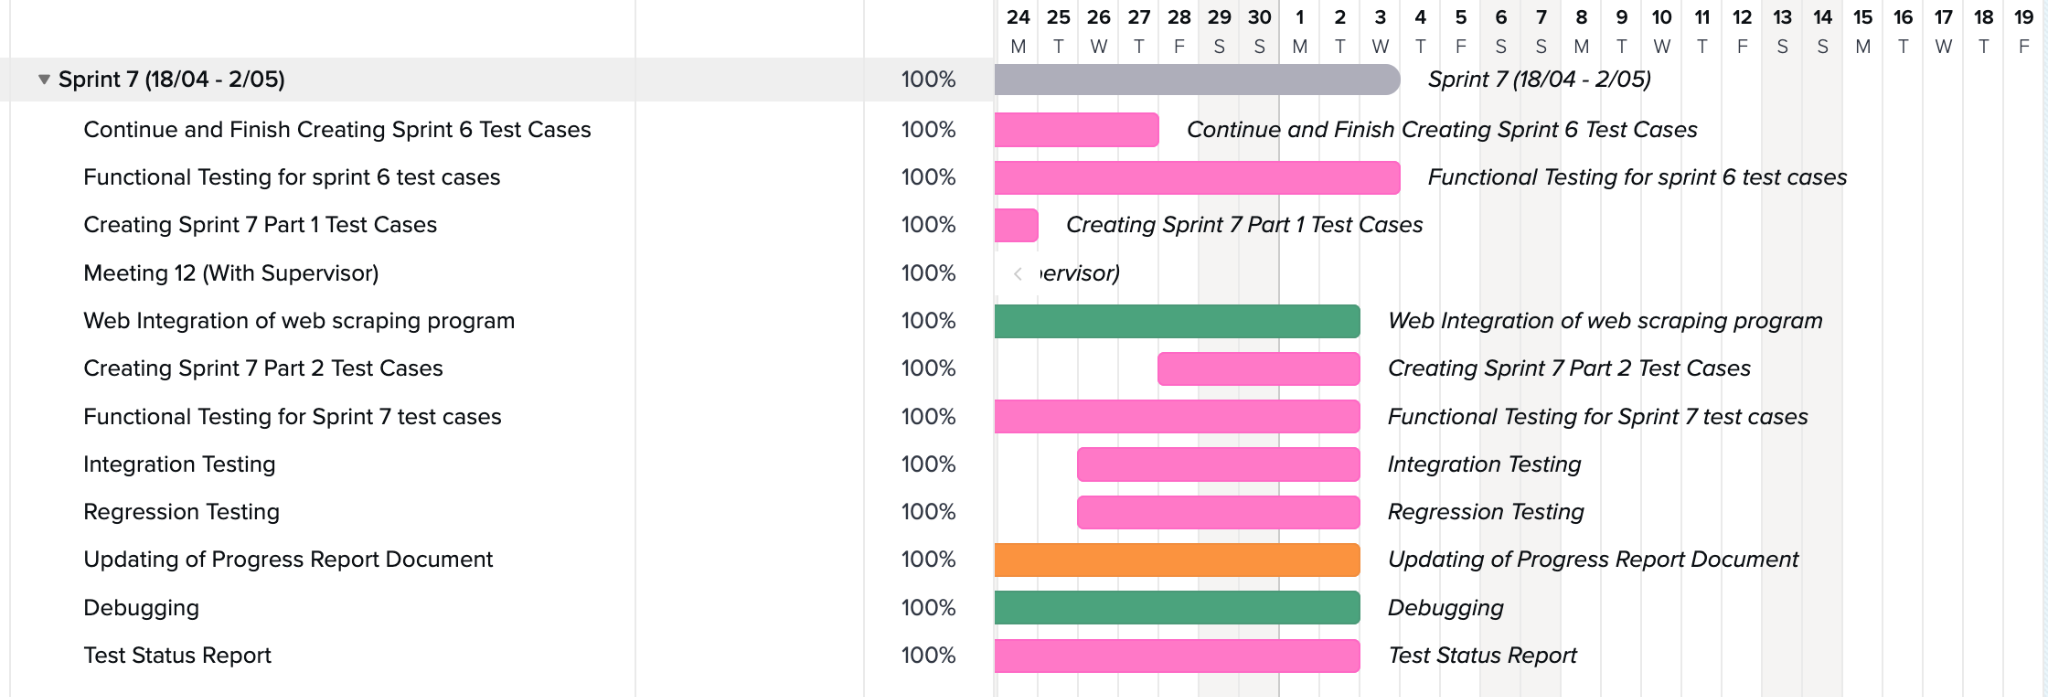 24 25 26 27 28 29 30 1 2 3 4 5 6 7 8 9 10 11 12 13 14 15 16 17 18 19
M T W T F S S M T W T F S S M T W T F S S M T W T F
Sprint 7 (18/04 - 2/05) 100% Sprint 7 (18/04 - 2/05)
Continue and Finish Creating Sprint 6 Test Cases 100% Continue and Finish Creating Sprint 6 Test Cases
Functional Testing for sprint 6 test cases 100% Functional Testing for sprint 6 test cases
Creating Sprint 7 Part 1 Test Cases 100% Creating Sprint 7 Part 1 Test Cases
Meeting 12 (With Supervisor) 100% ervisor)
Web Integration of web scraping program 100% Web Integration of web scraping program
Creating Sprint 7 Part 2 Test Cases 100% Creating Sprint 7 Part 2 Test Cases
Functional Testing for Sprint 7 test cases 100% Functional Testing for Sprint 7 test cases
Integration Testing 100% Integration Testing
Regression Testing 100% Regression Testing
Updating of Progress Report Document 100% Updating of Progress Report Document
Debugging 100% Debugging
Test Status Report 100% Test Status Report